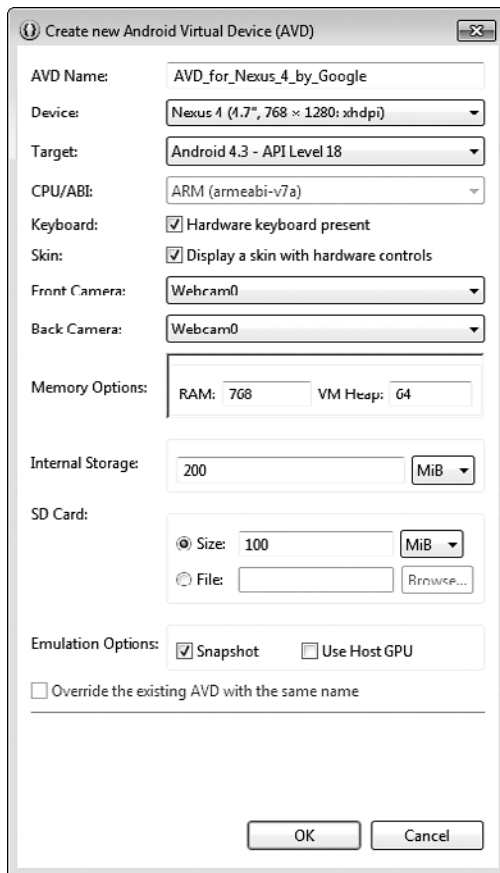 Create new Android Virtual Device (AVD)
AVD Name: AVD_for_Nexus_4_by_Google
Device: Nexus 4 (4.7", 768 × 1280: xhdpi)
Target: Android 4.3 - API Level 18
CPU/ABI: ARM (armeabi-v7a)
Keyboard: Hardware keyboard present
Skin: Display a skin with hardware controls
Front Camera: Webcam0
Back Camera: Webcam0
Memory Options: RAM: 768 VM Heap: 64
Internal Storage: 200 MiB
SD Card:
Size: 100 MiB
File: Browse...
Emulation Options: Snapshot Use Host GPU
Override the existing AVD with the same name
OK Cancel